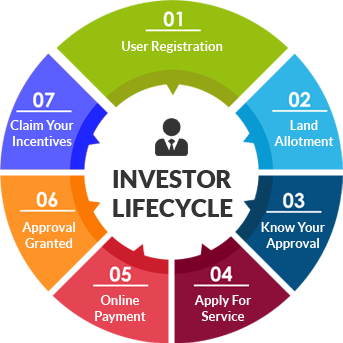 01
User Registration
02
Land
Allotment
03
Know Your
Approval
04
Apply For
Service
05
Online
Payment
06
Approval
Granted
07
Claim Your
Incentives
INVESTOR
LIFECYCLE